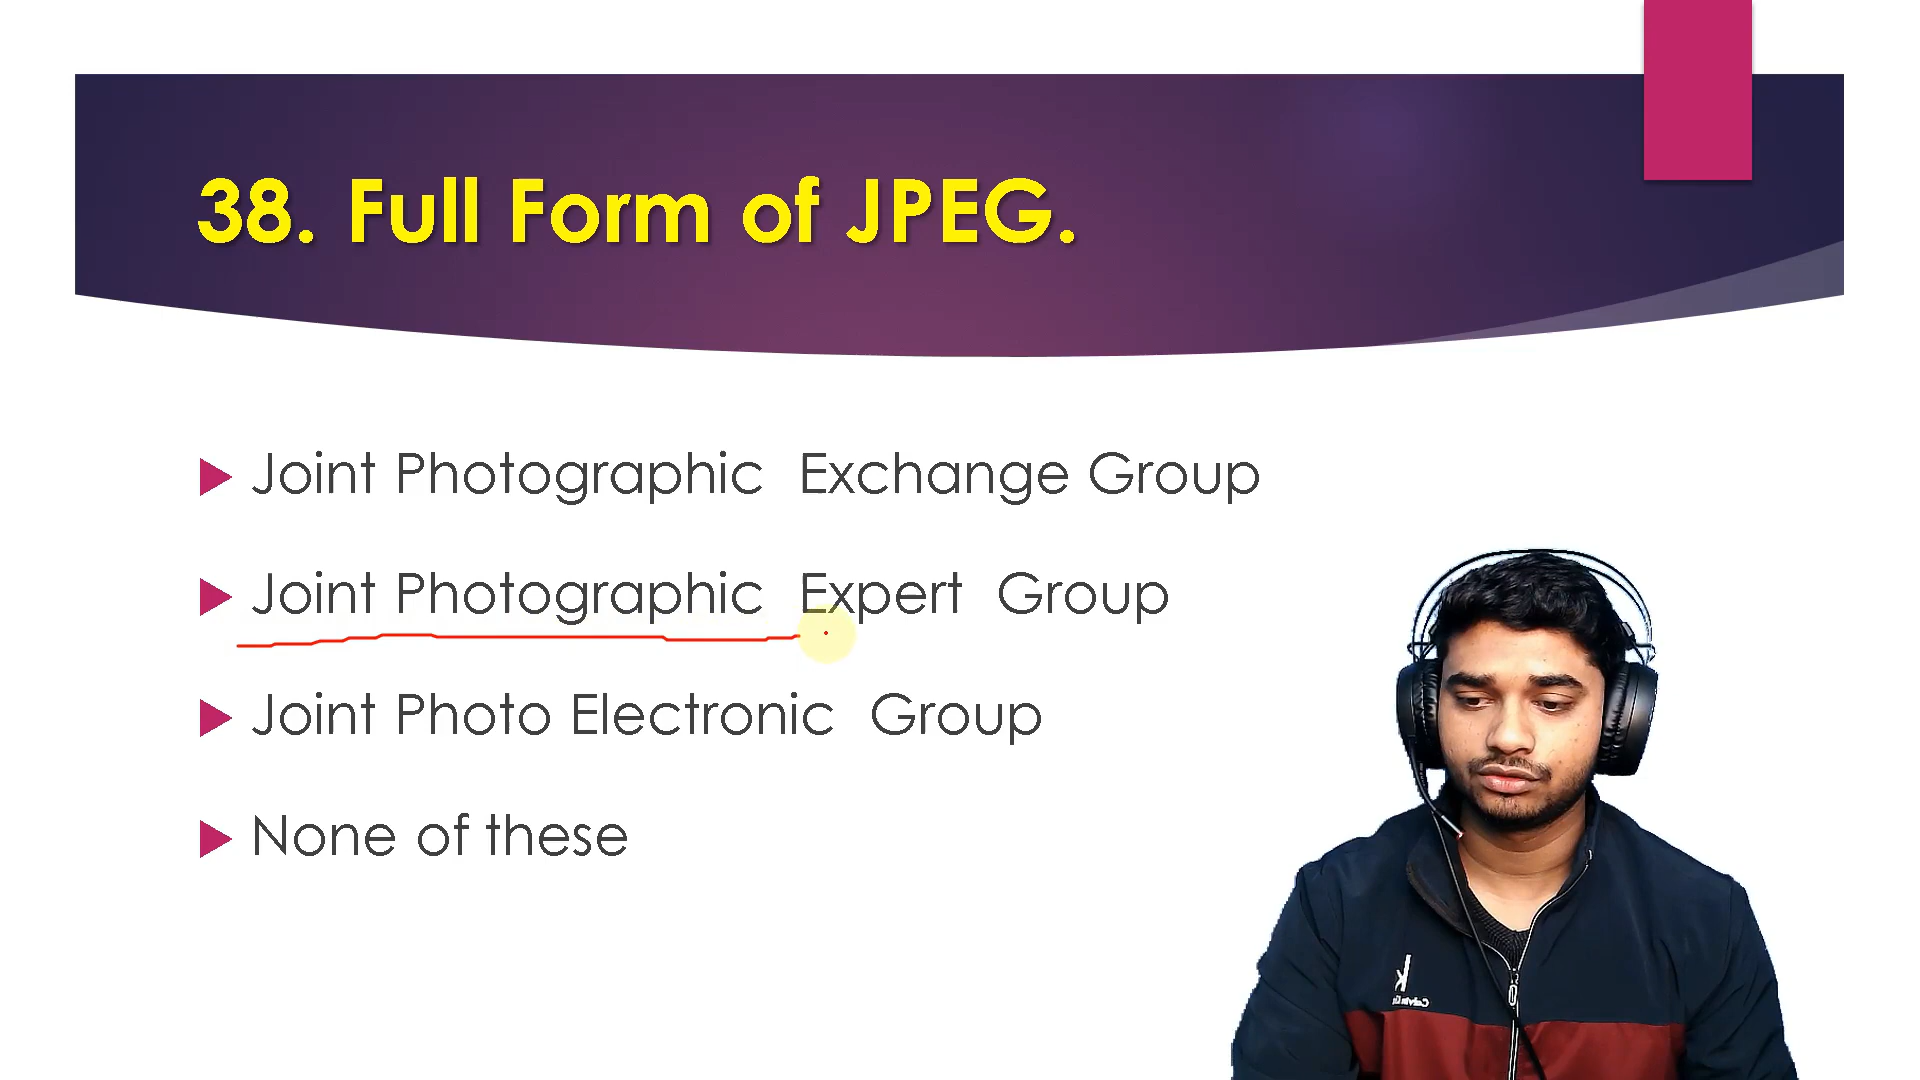 38. Full Form of JPEG.
Joint Photographic Exchange Group
Joint Photographic Expert Group
Joint Photo Electronic Group
None of these